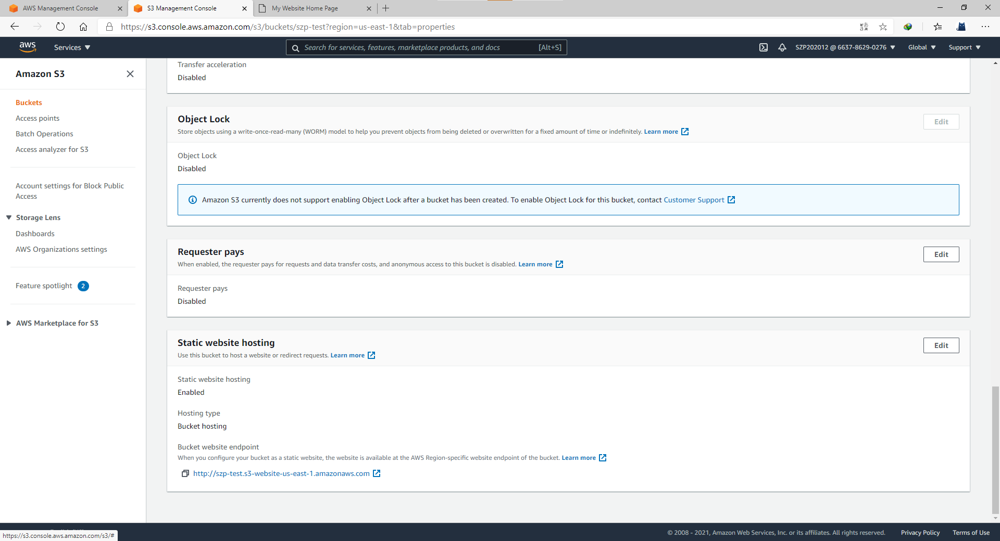 AWS Management Console
S3 Management Console
My Website Home Page
https://s3.console.aws.amazon.com/s3/buckets/szp-test?region=us-east-1&tab=properties
aws
Services
Search for services, features, marketplace products, and docs
[Alt+S]
SZP202012 @ 6637-8629-0276
Global
Support
Amazon S3
Buckets
Access points
Batch Operations
Access analyzer for S3
Account settings for Block Public
Access
Storage Lens
Dashboards
AWS Organizations settings
Feature spotlight 2
AWS Marketplace for S3
Transfer acceleration
Disabled
Object Lock
Edit
Store objects using a write-once-read-many (WORM) model to help you prevent objects from being deleted or overwritten for a fixed amount of time or indefinitely. Learn more
Object Lock
Disabled
Amazon S3 currently does not support enabling Object Lock after a bucket has been created. To enable Object Lock for this bucket, contact Customer Support
Requester pays
Edit
When enabled, the requester pays for requests and data transfer costs, and anonymous access to this bucket is disabled. Learn more
Requester pays
Disabled
Static website hosting
Edit
Use this bucket to host a website or redirect requests. Learn more
Static website hosting
Enabled
Hosting type
Bucket hosting
Bucket website endpoint
When you configure your bucket as a static website, the website is available at the AWS Region-specific website endpoint of the bucket. Learn more
http://szp-test.s3-website-us-east-1.amazonaws.com
https://s3.console.aws.amazon.com/s3/#
© 2008 - 2021, Amazon Web Services, Inc. or its affiliates. All rights reserved.
Privacy Policy
Terms of Use